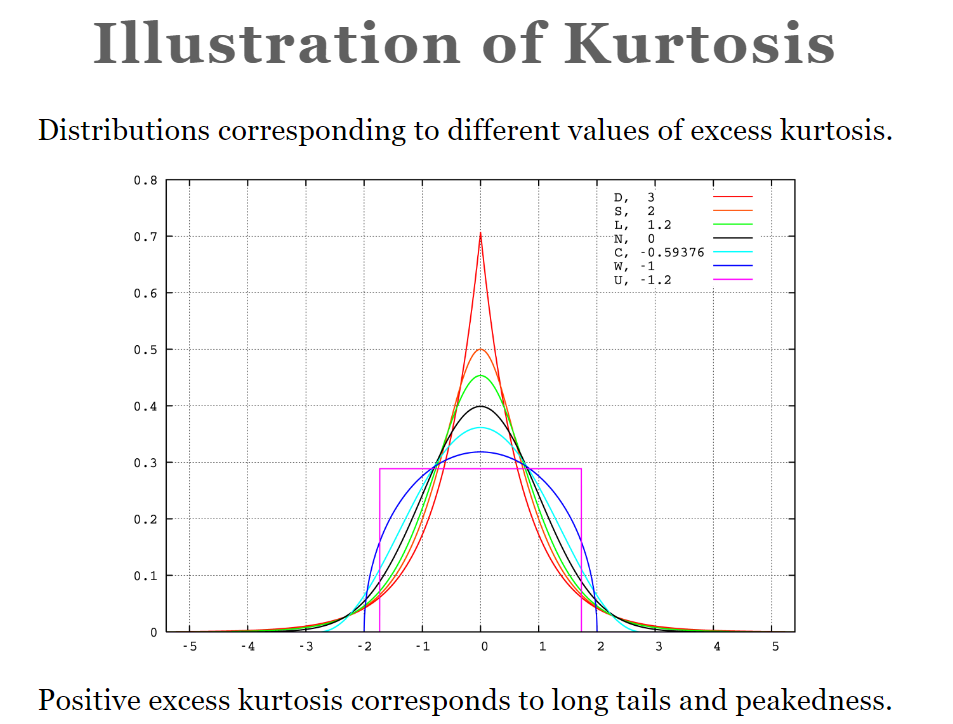 Illustration of Kurtosis
Distributions corresponding to different values of excess kurtosis.
0.8
0.7
0.6
0.5
0.4
0.3
0.2
0.1
0
D, 3
S, 2
L, 1.2
N, 0
C, -0.59376
W, -1
U, -1.2
-5 -4 -3 -2 -1 0 1 2 3 4 5
Positive excess kurtosis corresponds to long tails and peakedness.